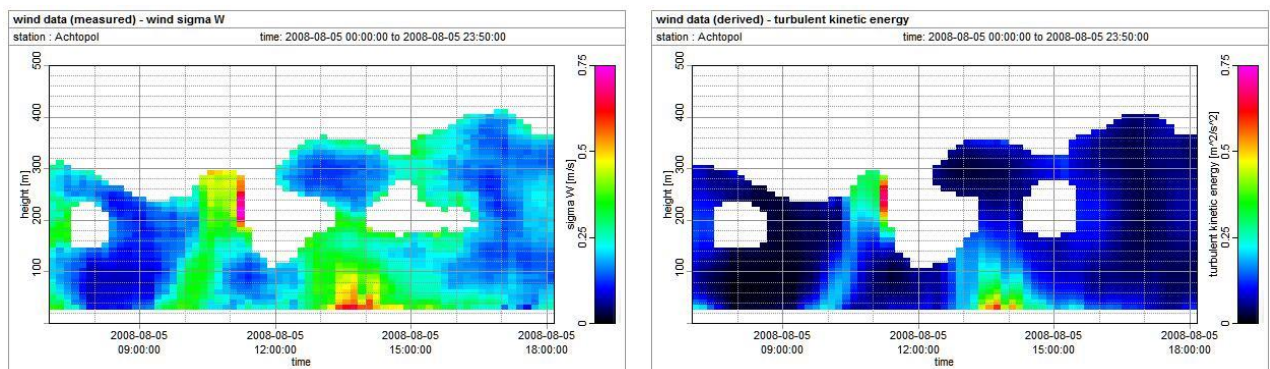 wind data (measured) - wind sigma W
station : Achtopol time: 2008-08-05 00:00:00 to 2008-08-05 23:50:00
500
400
300
200
100
height [m]
0.75
0.5
0.25
0
sigma W [m/s]
2008-08-05 2008-08-05 2008-08-05 2008-08-05
09:00:00 12:00:00 15:00:00 18:00:00
time
wind data (derived) - turbulent kinetic energy
station : Achtopol time: 2008-08-05 00:00:00 to 2008-08-05 23:50:00
500
400
300
200
100
height [m]
0.75
0.5
0.25
0
turbulent kinetic energy [m^2/s^2]
2008-08-05 2008-08-05 2008-08-05 2008-08-05
09:00:00 12:00:00 15:00:00 18:00:00
time